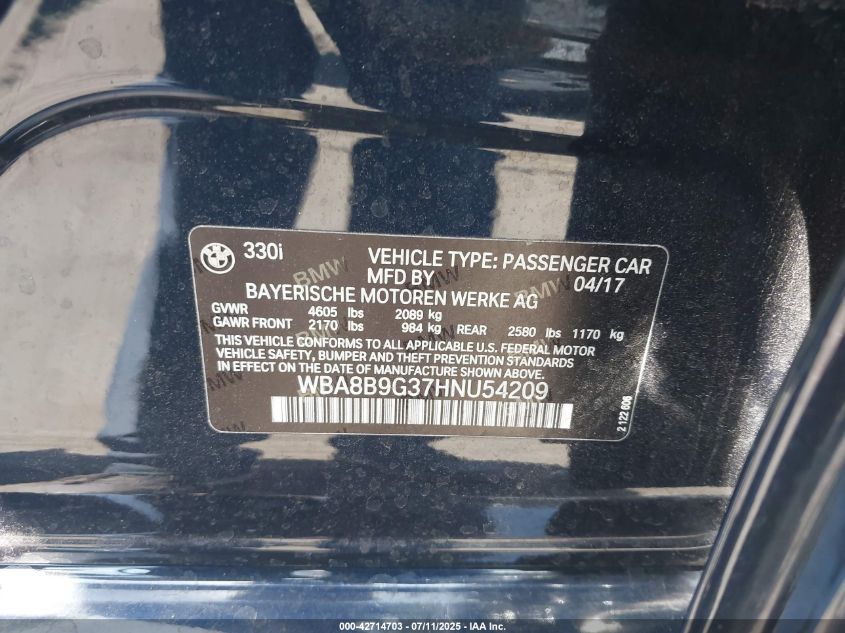 330i VEHICLE TYPE: PASSENGER CAR
MFD BY 04/17
BAYERISCHE MOTOREN WERKE AG
GVWR 4605 lbs 2089 kg
GAWR FRONT 2170 lbs 984 kg REAR 2580 lbs 1170 kg
THIS VEHICLE CONFORMS TO ALL APPLICABLE U.S. FEDERAL MOTOR
VEHICLE SAFETY, BUMPER AND THEFT PREVENTION STANDARDS
IN EFFECT ON THE DATE OF MANUFACTURE SHOWN ABOVE
WBA8B9G37HNU54209
2 122 606
000-42714703 - 07/11/2025 - IAA Inc.